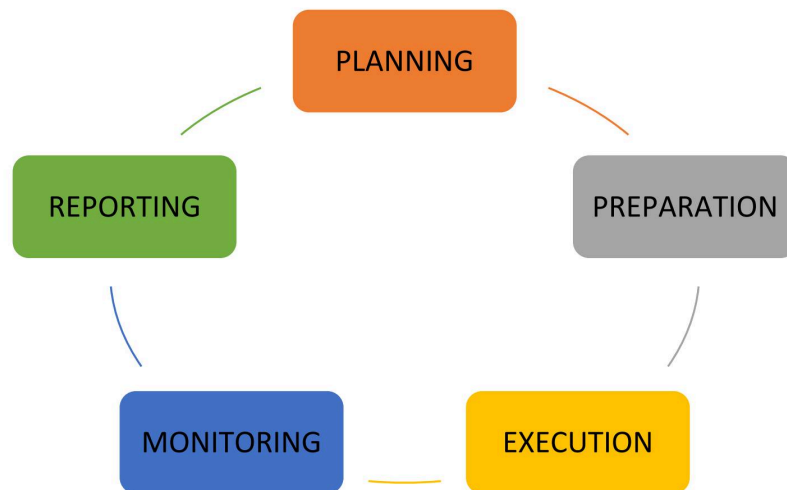 PLANNING
PREPARATION
EXECUTION
MONITORING
REPORTING